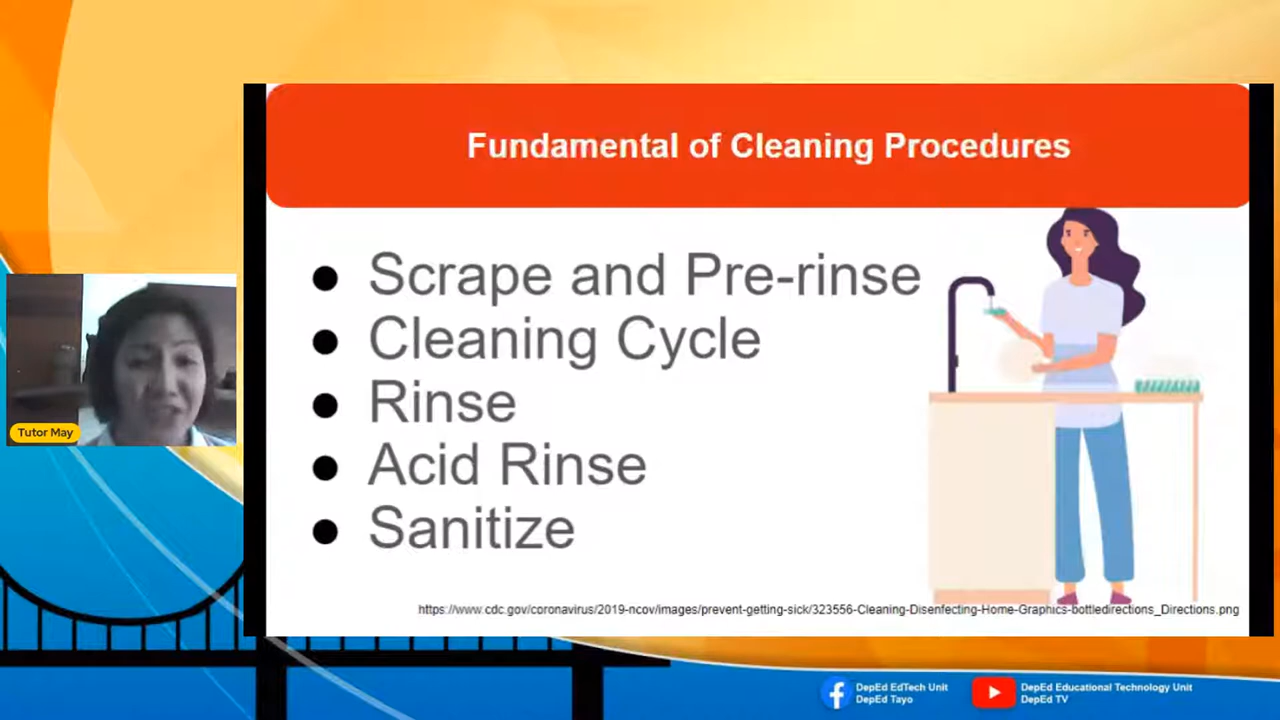 Fundamental of Cleaning Procedures
● Scrape and Pre-rinse
● Cleaning Cycle
● Rinse
● Acid Rinse
● Sanitize
https://www.cdc.gov/coronavirus/2019-ncov/images/prevent-getting-sick/323556-Cleaning-Disenfecting-Home-Graphics-bottledirections_Directions.png
Tutor May
DepEd EdTech Unit
DepEd Tayo
DepEd Educational Technology Unit
DepEd TV